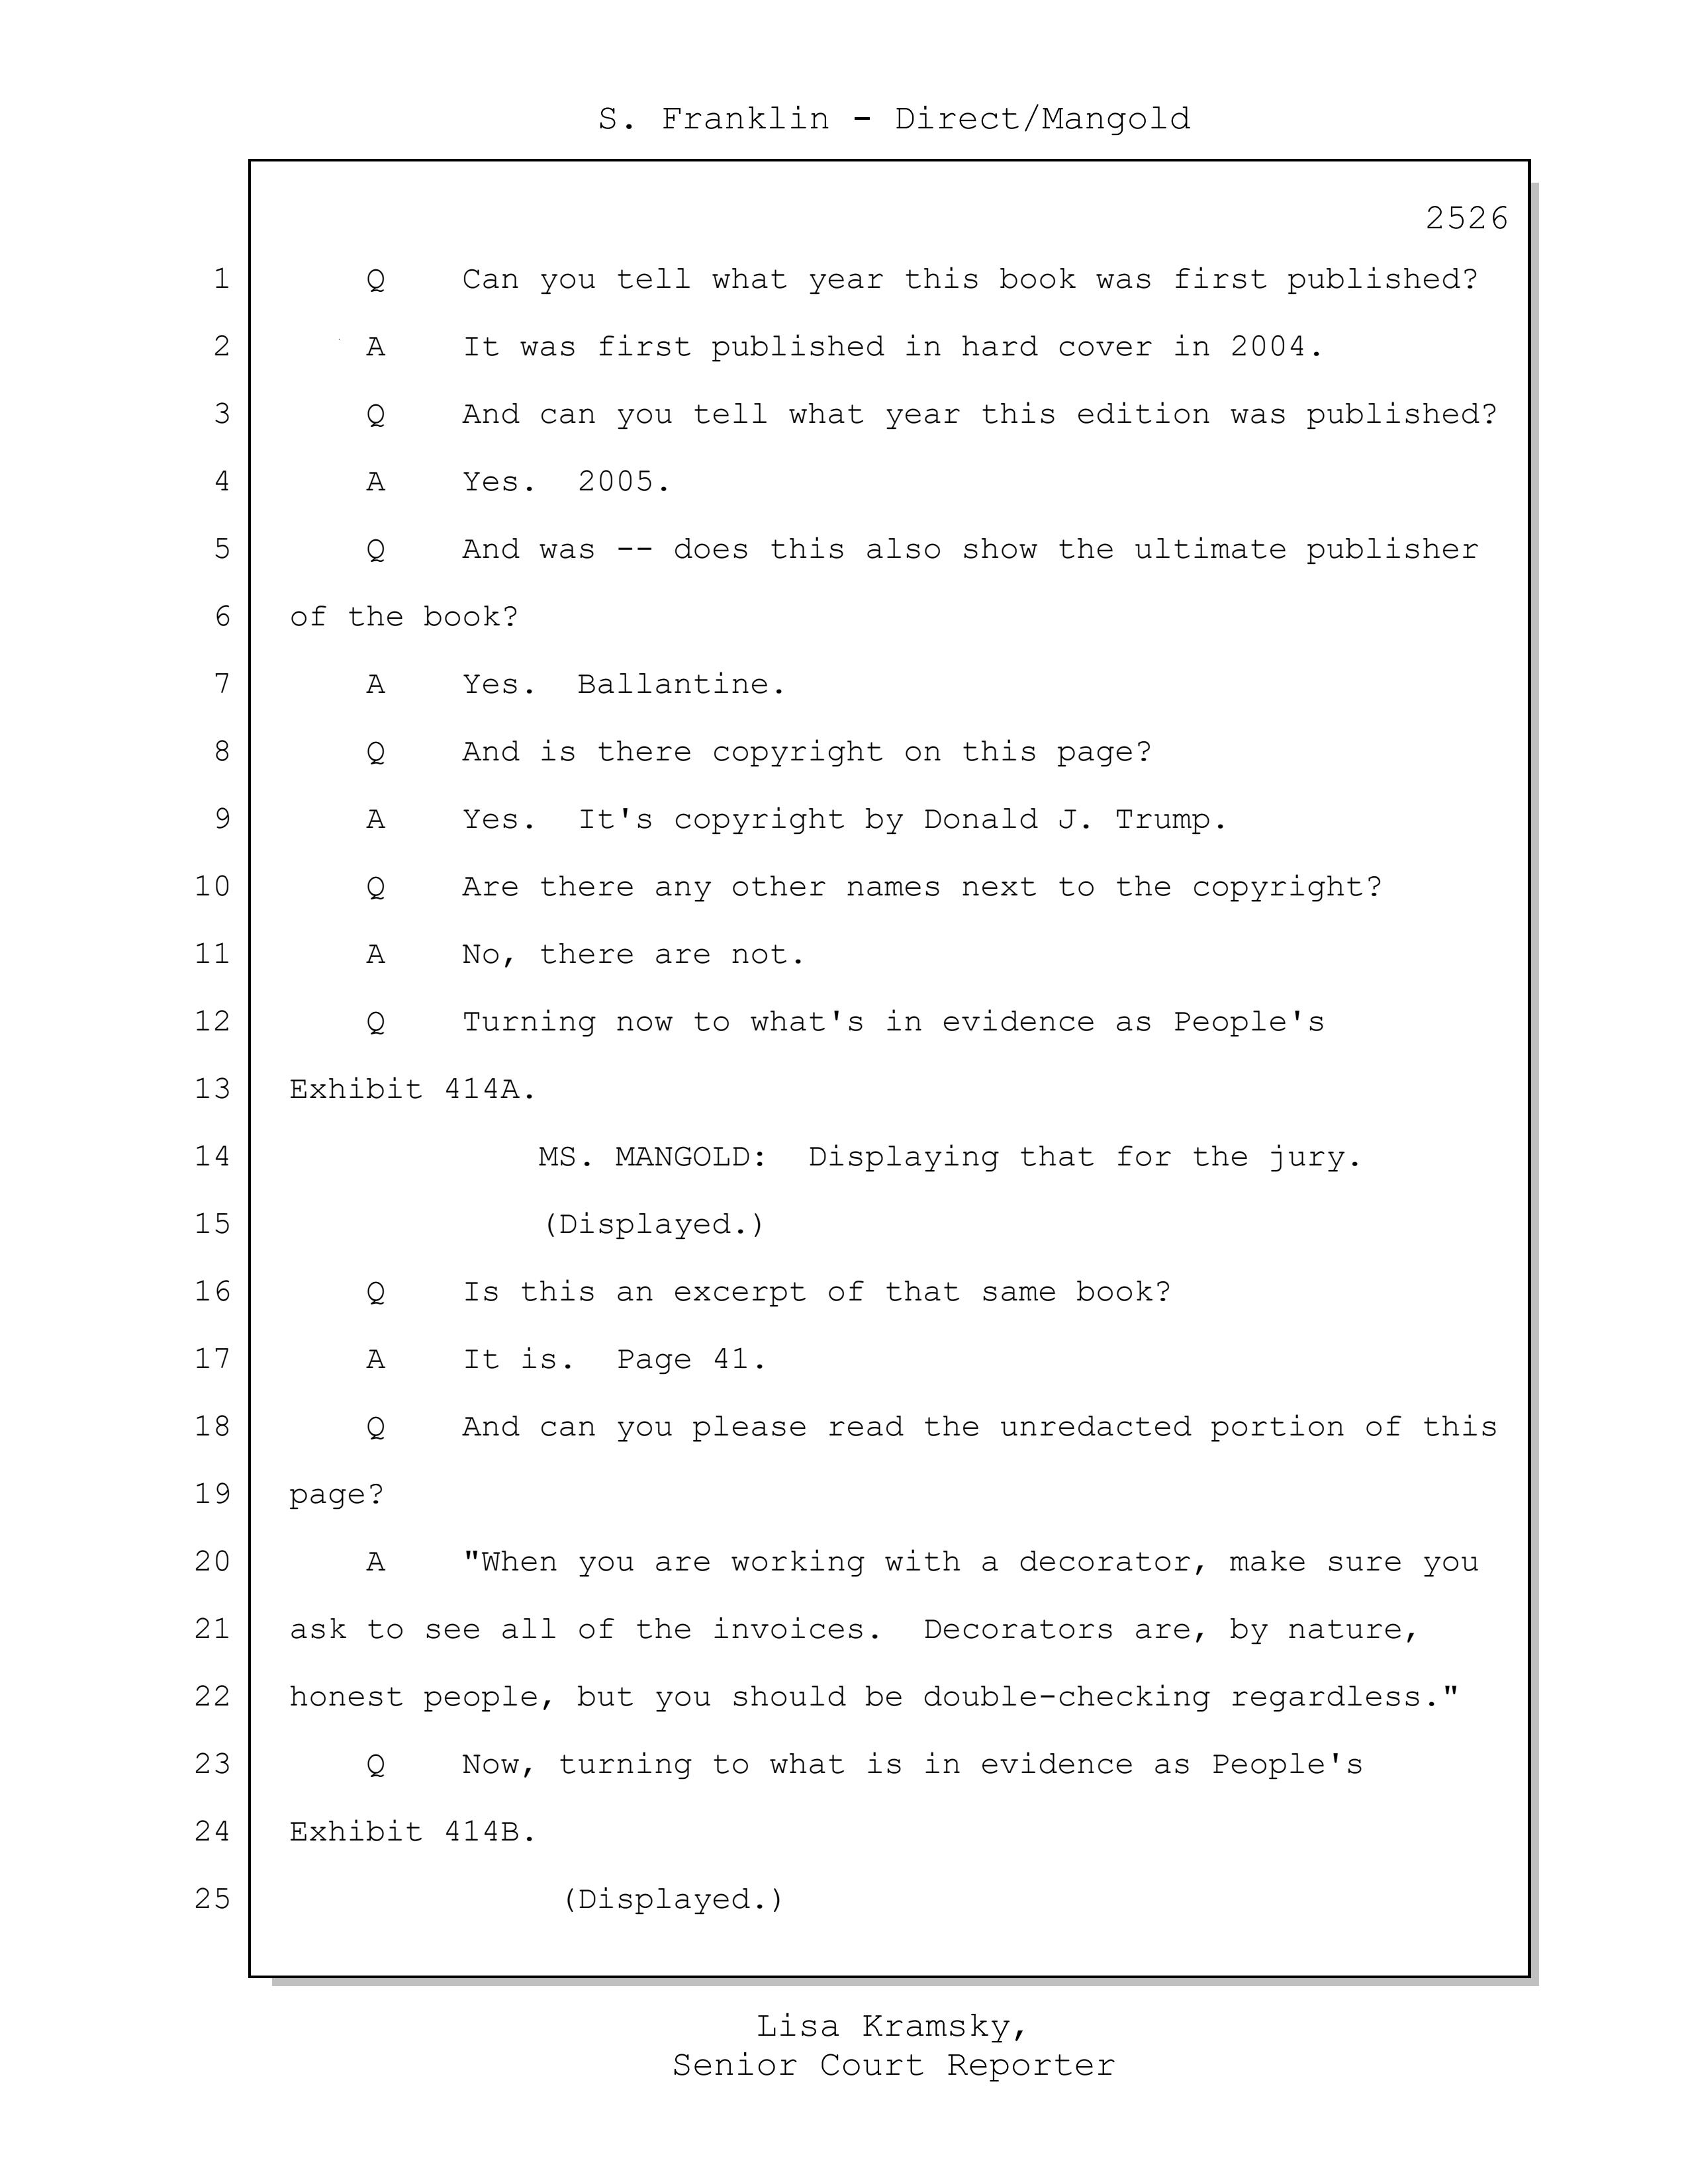 S. Franklin - Direct/Mangold
2526
1 Q Can you tell what year this book was first published?
2 A It was first published in hard cover in 2004.
3 Q And can you tell what year this edition was published?
4 A Yes. 2005.
5 Q And was -- does this also show the ultimate publisher
6 of the book?
7 A Yes. Ballantine.
8 Q And is there copyright on this page?
9 A Yes. It's copyright by Donald J. Trump.
10 Q Are there any other names next to the copyright?
11 A No, there are not.
12 Q Turning now to what's in evidence as People's
13 Exhibit 414A.
14 MS. MANGOLD: Displaying that for the jury.
15 (Displayed.)
16 Q Is this an excerpt of that same book?
17 A It is. Page 41.
18 Q And can you please read the unredacted portion of this
19 page?
20 A "When you are working with a decorator, make sure you
21 ask to see all of the invoices. Decorators are, by nature,
22 honest people, but you should be double-checking regardless."
23 Q Now, turning to what is in evidence as People's
24 Exhibit 414B.
25 (Displayed.)
Lisa Kramsky,
Senior Court Reporter